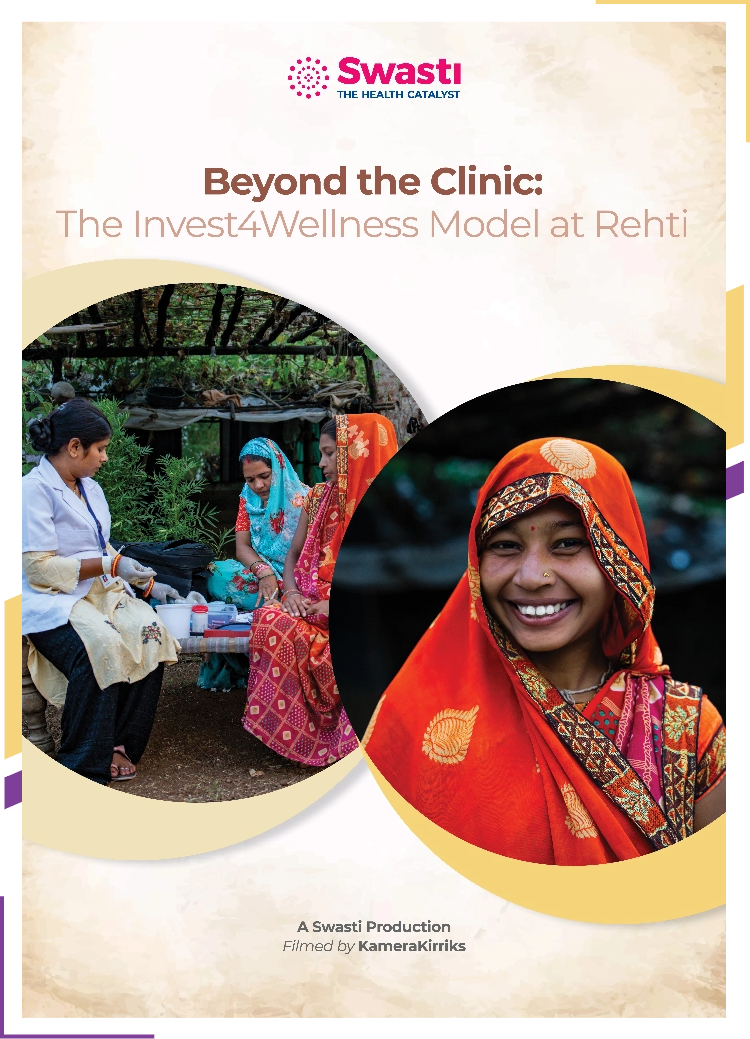 Swasti
THE HEALTH CATALYST
Beyond the Clinic:
The Invest4Wellness Model at Rehti
A Swasti Production
Filmed by KameraKirriks